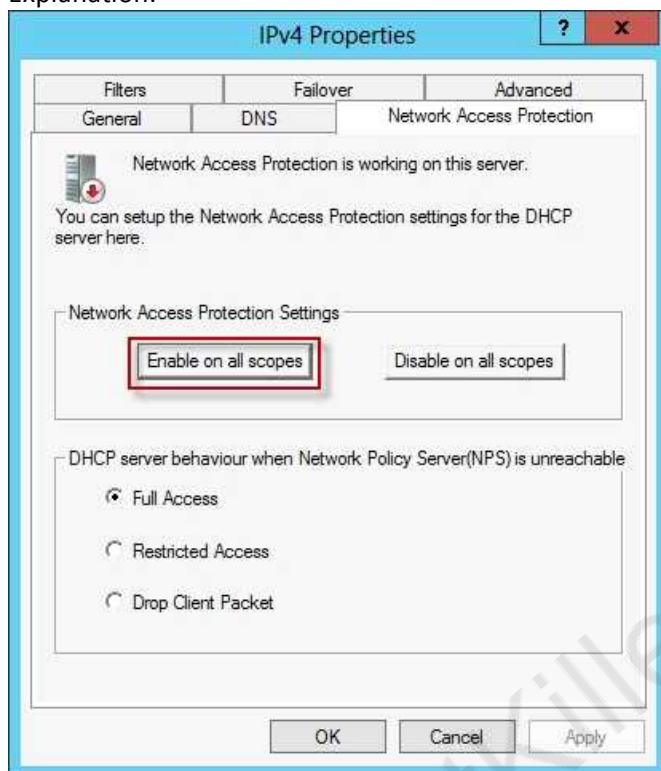 Explanation:
IPv4 Properties
?
x
Filters
Failover
Advanced
General
DNS
Network Access Protection
Network Access Protection is working on this server.
You can setup the Network Access Protection settings for the DHCP
server here.
Network Access Protection Settings
Enable on all scopes
Disable on all scopes
DHCP server behaviour when Network Policy Server(NPS) is unreachable
Full Access
Restricted Access
Drop Client Packet
OK
Cancel
Apply